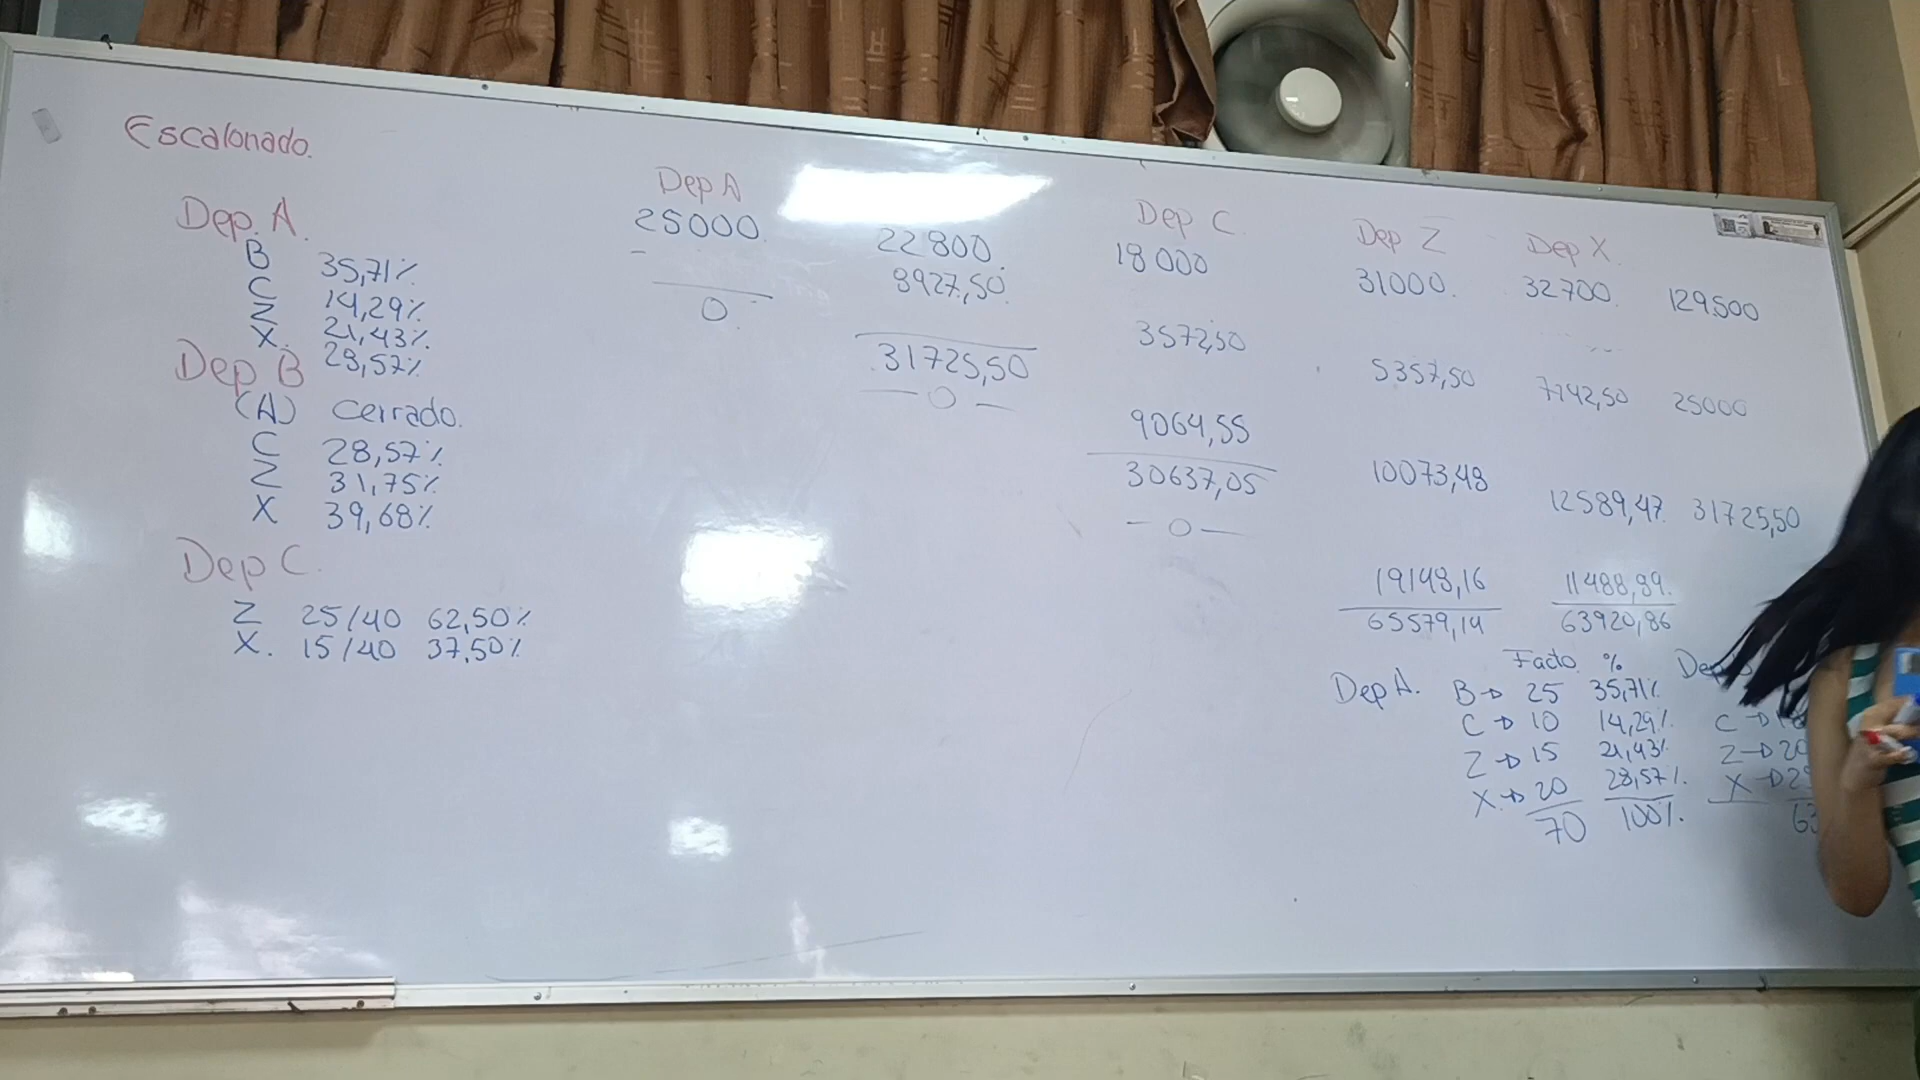 Escalonado.
Dep. A.
B 35,71%
C 14,29%
Z 21,43%
X. 28,57%
Dep B
(A) cerrado.
C 28,57%
Z 31,75%
X 39,68%
Dep C.
Z 25/40 62,50%
X. 15/40 37,50%
Dep A
25000
-
0
22800.
8927,50
31725,50
— 0 —
Dep C.
18000
3572,50
9064,55
30637,05
— 0 —
Dep Z
31000.
5357,50
10073,48
19148,16
65579,14
Dep X
32700.
7142,50
12589,47
11488,89
63920,86
129500
25000
31725,50
Facto %
Dep A. B → 25 35,71%
C → 10 14,29%
Z → 15 21,43%
X. → 20 28,57%
70 100%
C →
Z → 20
X →
63